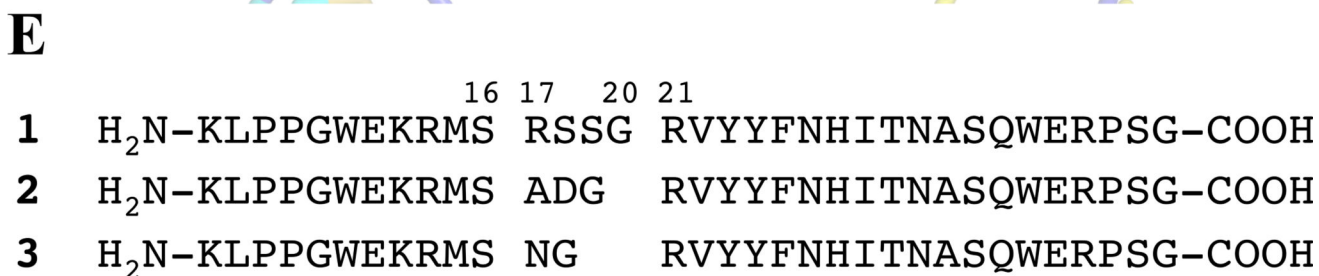 E
16 17 20 21
1 H₂N–KLPPGWEKRMS RSSG RVYYFNHITNASQWERPSG–COOH
2 H₂N–KLPPGWEKRMS ADG RVYYFNHITNASQWERPSG–COOH
3 H₂N–KLPPGWEKRMS NG RVYYFNHITNASQWERPSG–COOH